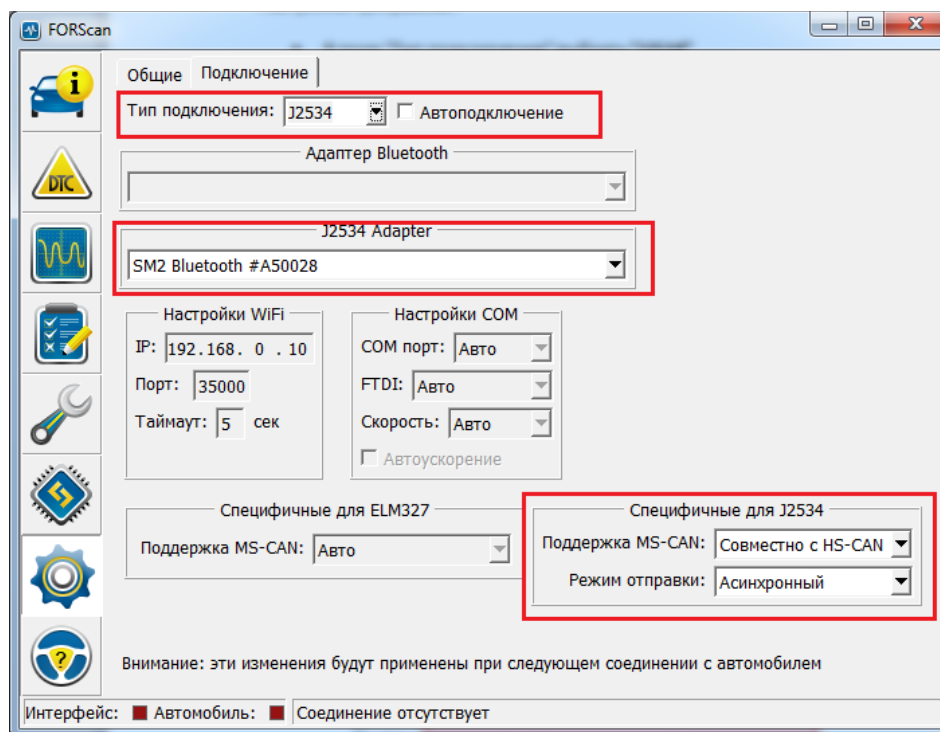 FORScan
Общие Подключение
Тип подключения: J2534 Автоподключение
Адаптер Bluetooth
J2534 Adapter
SM2 Bluetooth #A50028
Настройки WiFi
IP: 192.168. 0 . 10
Порт: 35000
Таймаут: 5 сек
Настройки COM
COM порт: Авто
FTDI: Авто
Скорость: Авто
Автоускорение
Специфичные для ELM327
Поддержка MS-CAN: Авто
Специфичные для J2534
Поддержка MS-CAN: Совместно с HS-CAN
Режим отправки: Асинхронный
Внимание: эти изменения будут применены при следующем соединении с автомобилем
Интерфейс: Автомобиль: Соединение отсутствует
i
DTC
?